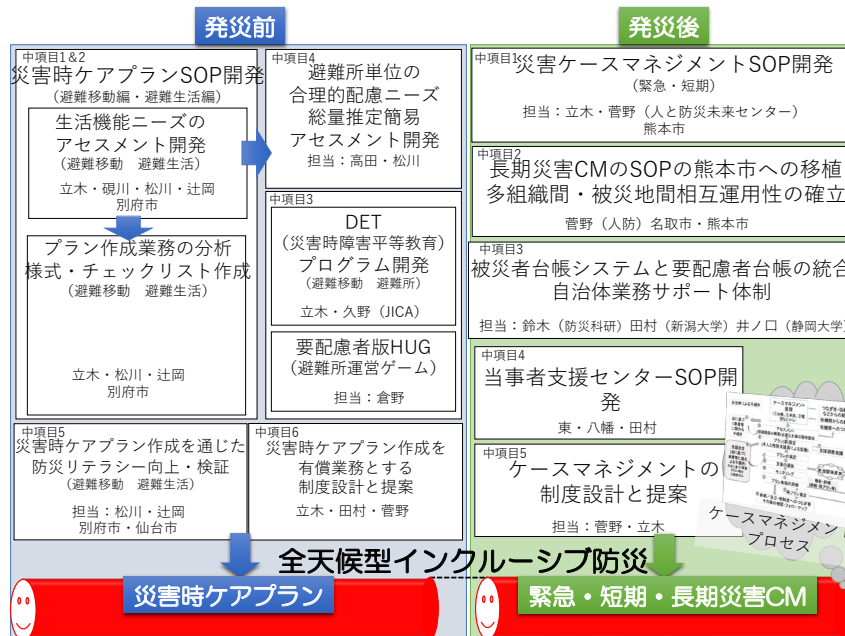 発災前
中項目1&2
災害時ケアプランSOP開発
(避難移動編・避難生活編)
生活機能ニーズの
アセスメント開発
(避難移動 避難生活)
立木・硯川・松川・辻岡
別府市
プラン作成業務の分析
様式・チェックリスト作成
(避難移動 避難生活)
立木・松川・辻岡
別府市
中項目4
避難所単位の
合理的配慮ニーズ
総量推定簡易
アセスメント開発
担当：高田・松川
中項目3
DET
(災害時障害平等教育)
プログラム開発
(避難移動 避難所)
立木・久野（JICA）
要配慮者版HUG
(避難所運営ゲーム)
担当：倉野
中項目5
災害時ケアプラン作成を通じた
防災リテラシー向上・検証
(避難移動 避難生活)
担当：松川・辻岡
別府市・仙台市
中項目6
災害時ケアプラン作成を
有償業務とする
制度設計と提案
立木・田村・菅野
発災後
中項目1
災害ケースマネジメントSOP開発
(緊急・短期)
担当：立木・菅野（人と防災未来センター）
熊本市
中項目2
長期災害CMのSOPの熊本市への移植
多組織間・被災地間相互運用性の確立
菅野（人防）名取市・熊本市
中項目3
被災者台帳システムと要配慮者台帳の統合
自治体業務サポート体制
担当：鈴木（防災科研）田村（新潟大学）井ノ口（静岡大学）
中項目4
当事者支援センターSOP開
発
東・八幡・田村
中項目5
ケースマネジメントの
制度設計と提案
担当：菅野・立木
ケースマネジメント
プロセス
全天候型インクルーシブ防災
災害時ケアプラン
緊急・短期・長期災害CM